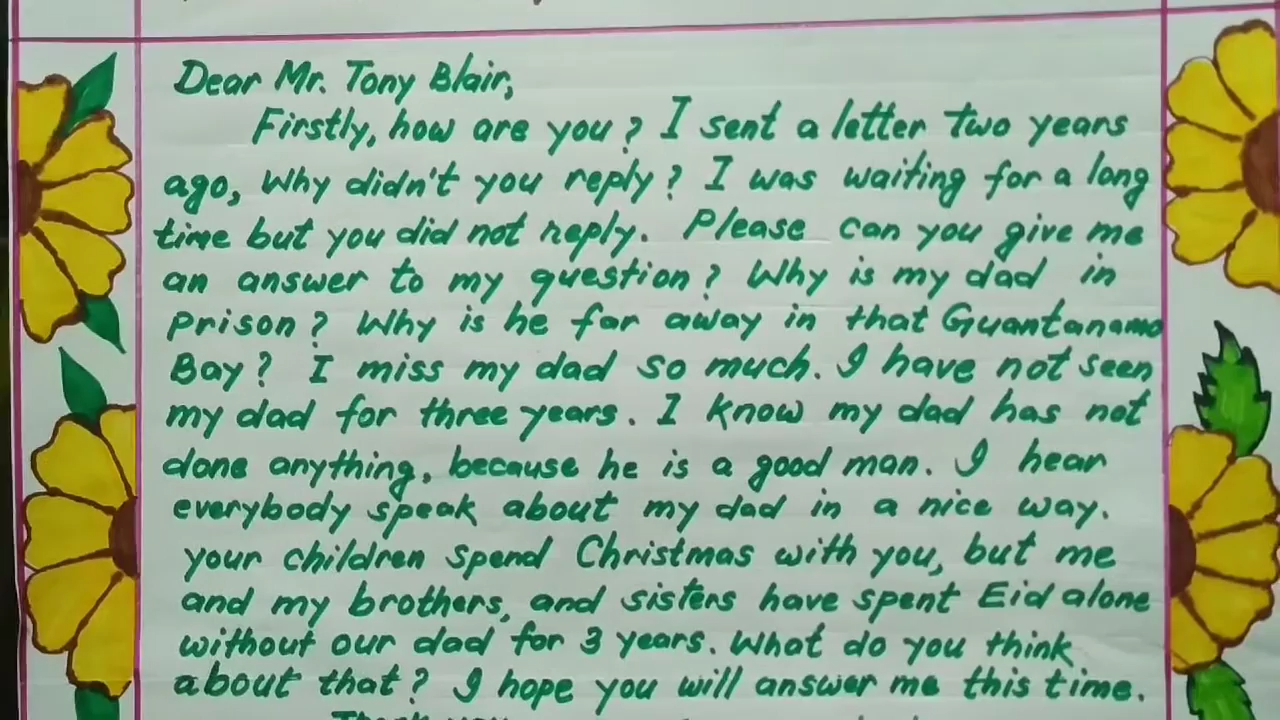 Dear Mr. Tony Blair,
Firstly, how are you? I sent a letter two years
ago, Why didn't you reply? I was waiting for a long
time but you did not reply. Please can you give me
an answer to my question? Why is my dad in
prison? Why is he far away in that Guantanamo
Bay? I miss my dad so much. I have not seen
my dad for three years. I know my dad has not
done anything, because he is a good man. I hear
everybody speak about my dad in a nice way.
your children spend Christmas with you, but me
and my brothers, and sisters have spent Eid alone
without our dad for 3 years. What do you think
about that? I hope you will answer me this time.
Thank you